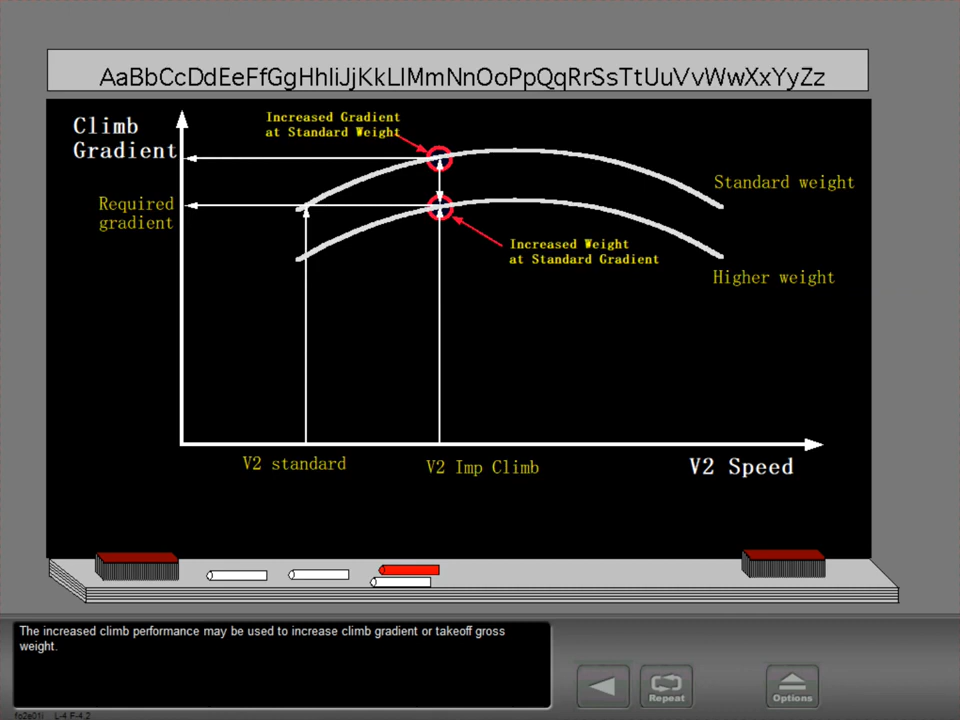 AaBbCcDdEeFfGgHhIiJjKkLlMmNnOoPpQqRrSsTtUuVvWwXxYyZz
Climb
Gradient
Increased Gradient
at Standard Weight
Standard weight
Required
gradient
Increased Weight
at Standard Gradient
Higher weight
V2 standard
V2 Imp Climb
V2 Speed
The increased climb performance may be used to increase climb gradient or takeoff gross
weight.
Repeat
Options
fo2e01i L-4 F-4.2